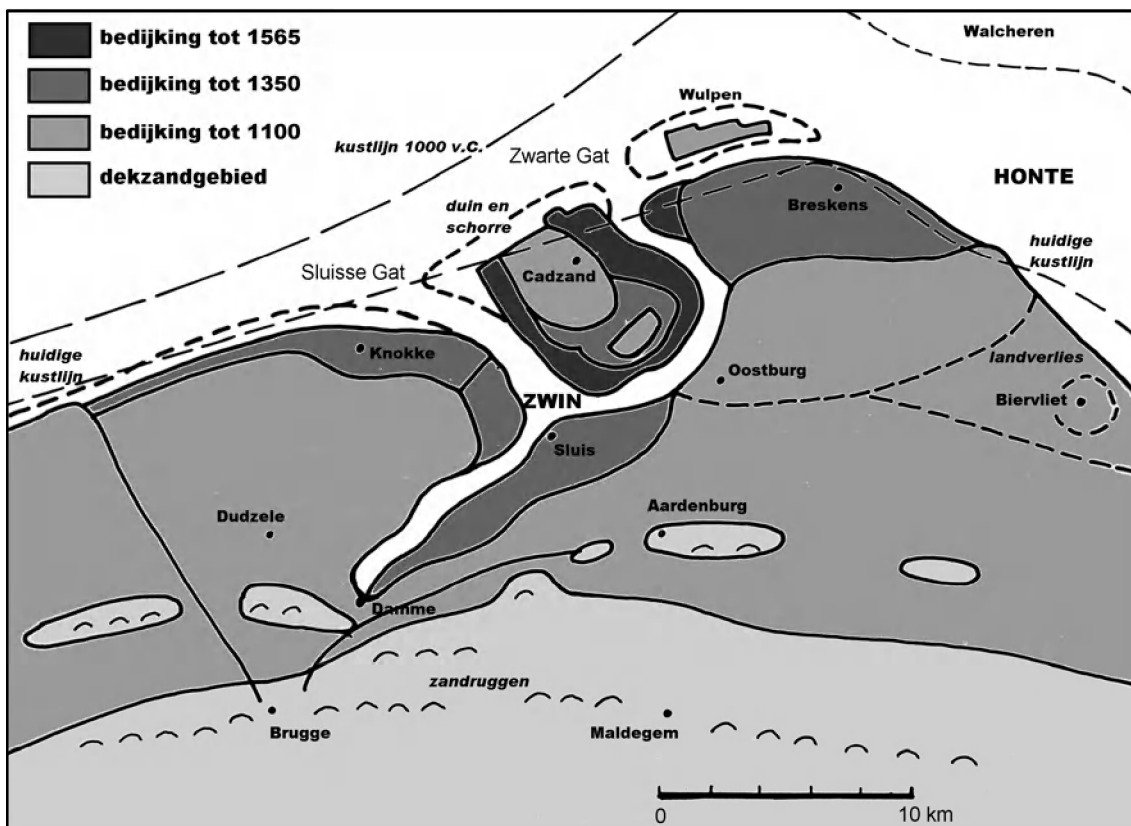 bedijking tot 1565
bedijking tot 1350
bedijking tot 1100
dekzandgebied
Walcheren
Wulpen
kustlijn 1000 v.C.
Zwarte Gat
HONTE
Breskens
duin en
schorre
huidige
kustlijn
Sluisse Gat
Cadzand
huidige
kustlijn
Knokke
landverlies
Oostburg
Biervliet
ZWIN
Sluis
Dudzele
Aardenburg
Damme
zandruggen
Brugge
Maldegem
0
10 km